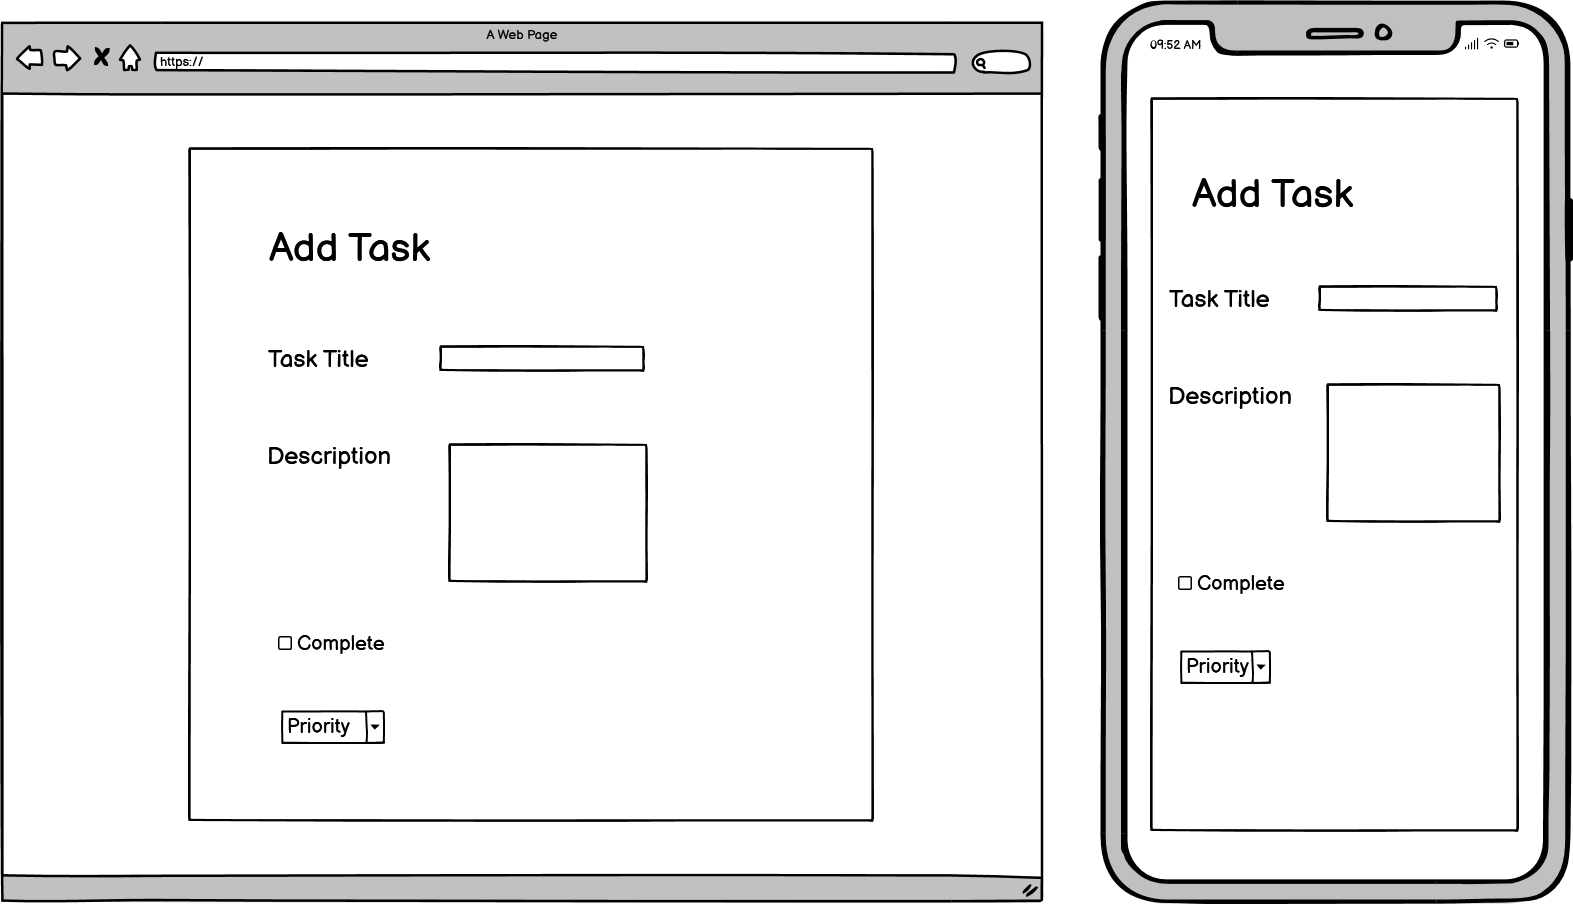 A Web Page
https://
Add Task
Task Title
Description
Complete
Priority
09:52 AM
Add Task
Task Title
Description
Complete
Priority